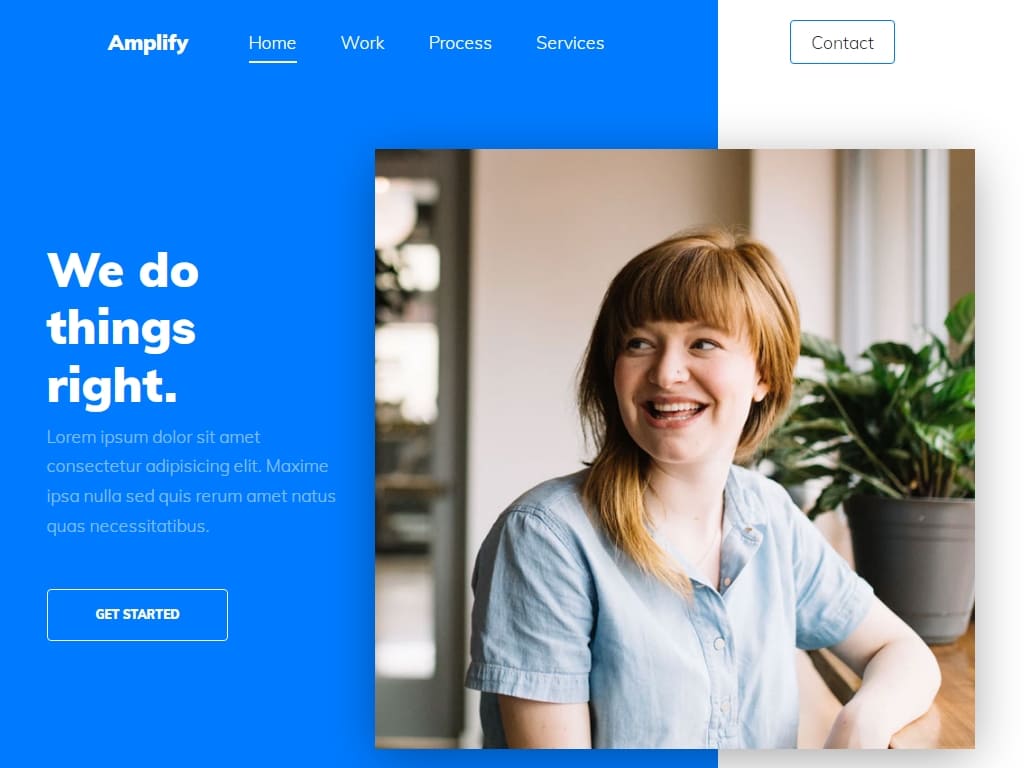 Amplify
Home
Work
Process
Services
Contact
We do
things
right.
Lorem ipsum dolor sit amet
consectetur adipisicing elit. Maxime
ipsa nulla sed quis rerum amet natus
quas necessitatibus.
GET STARTED